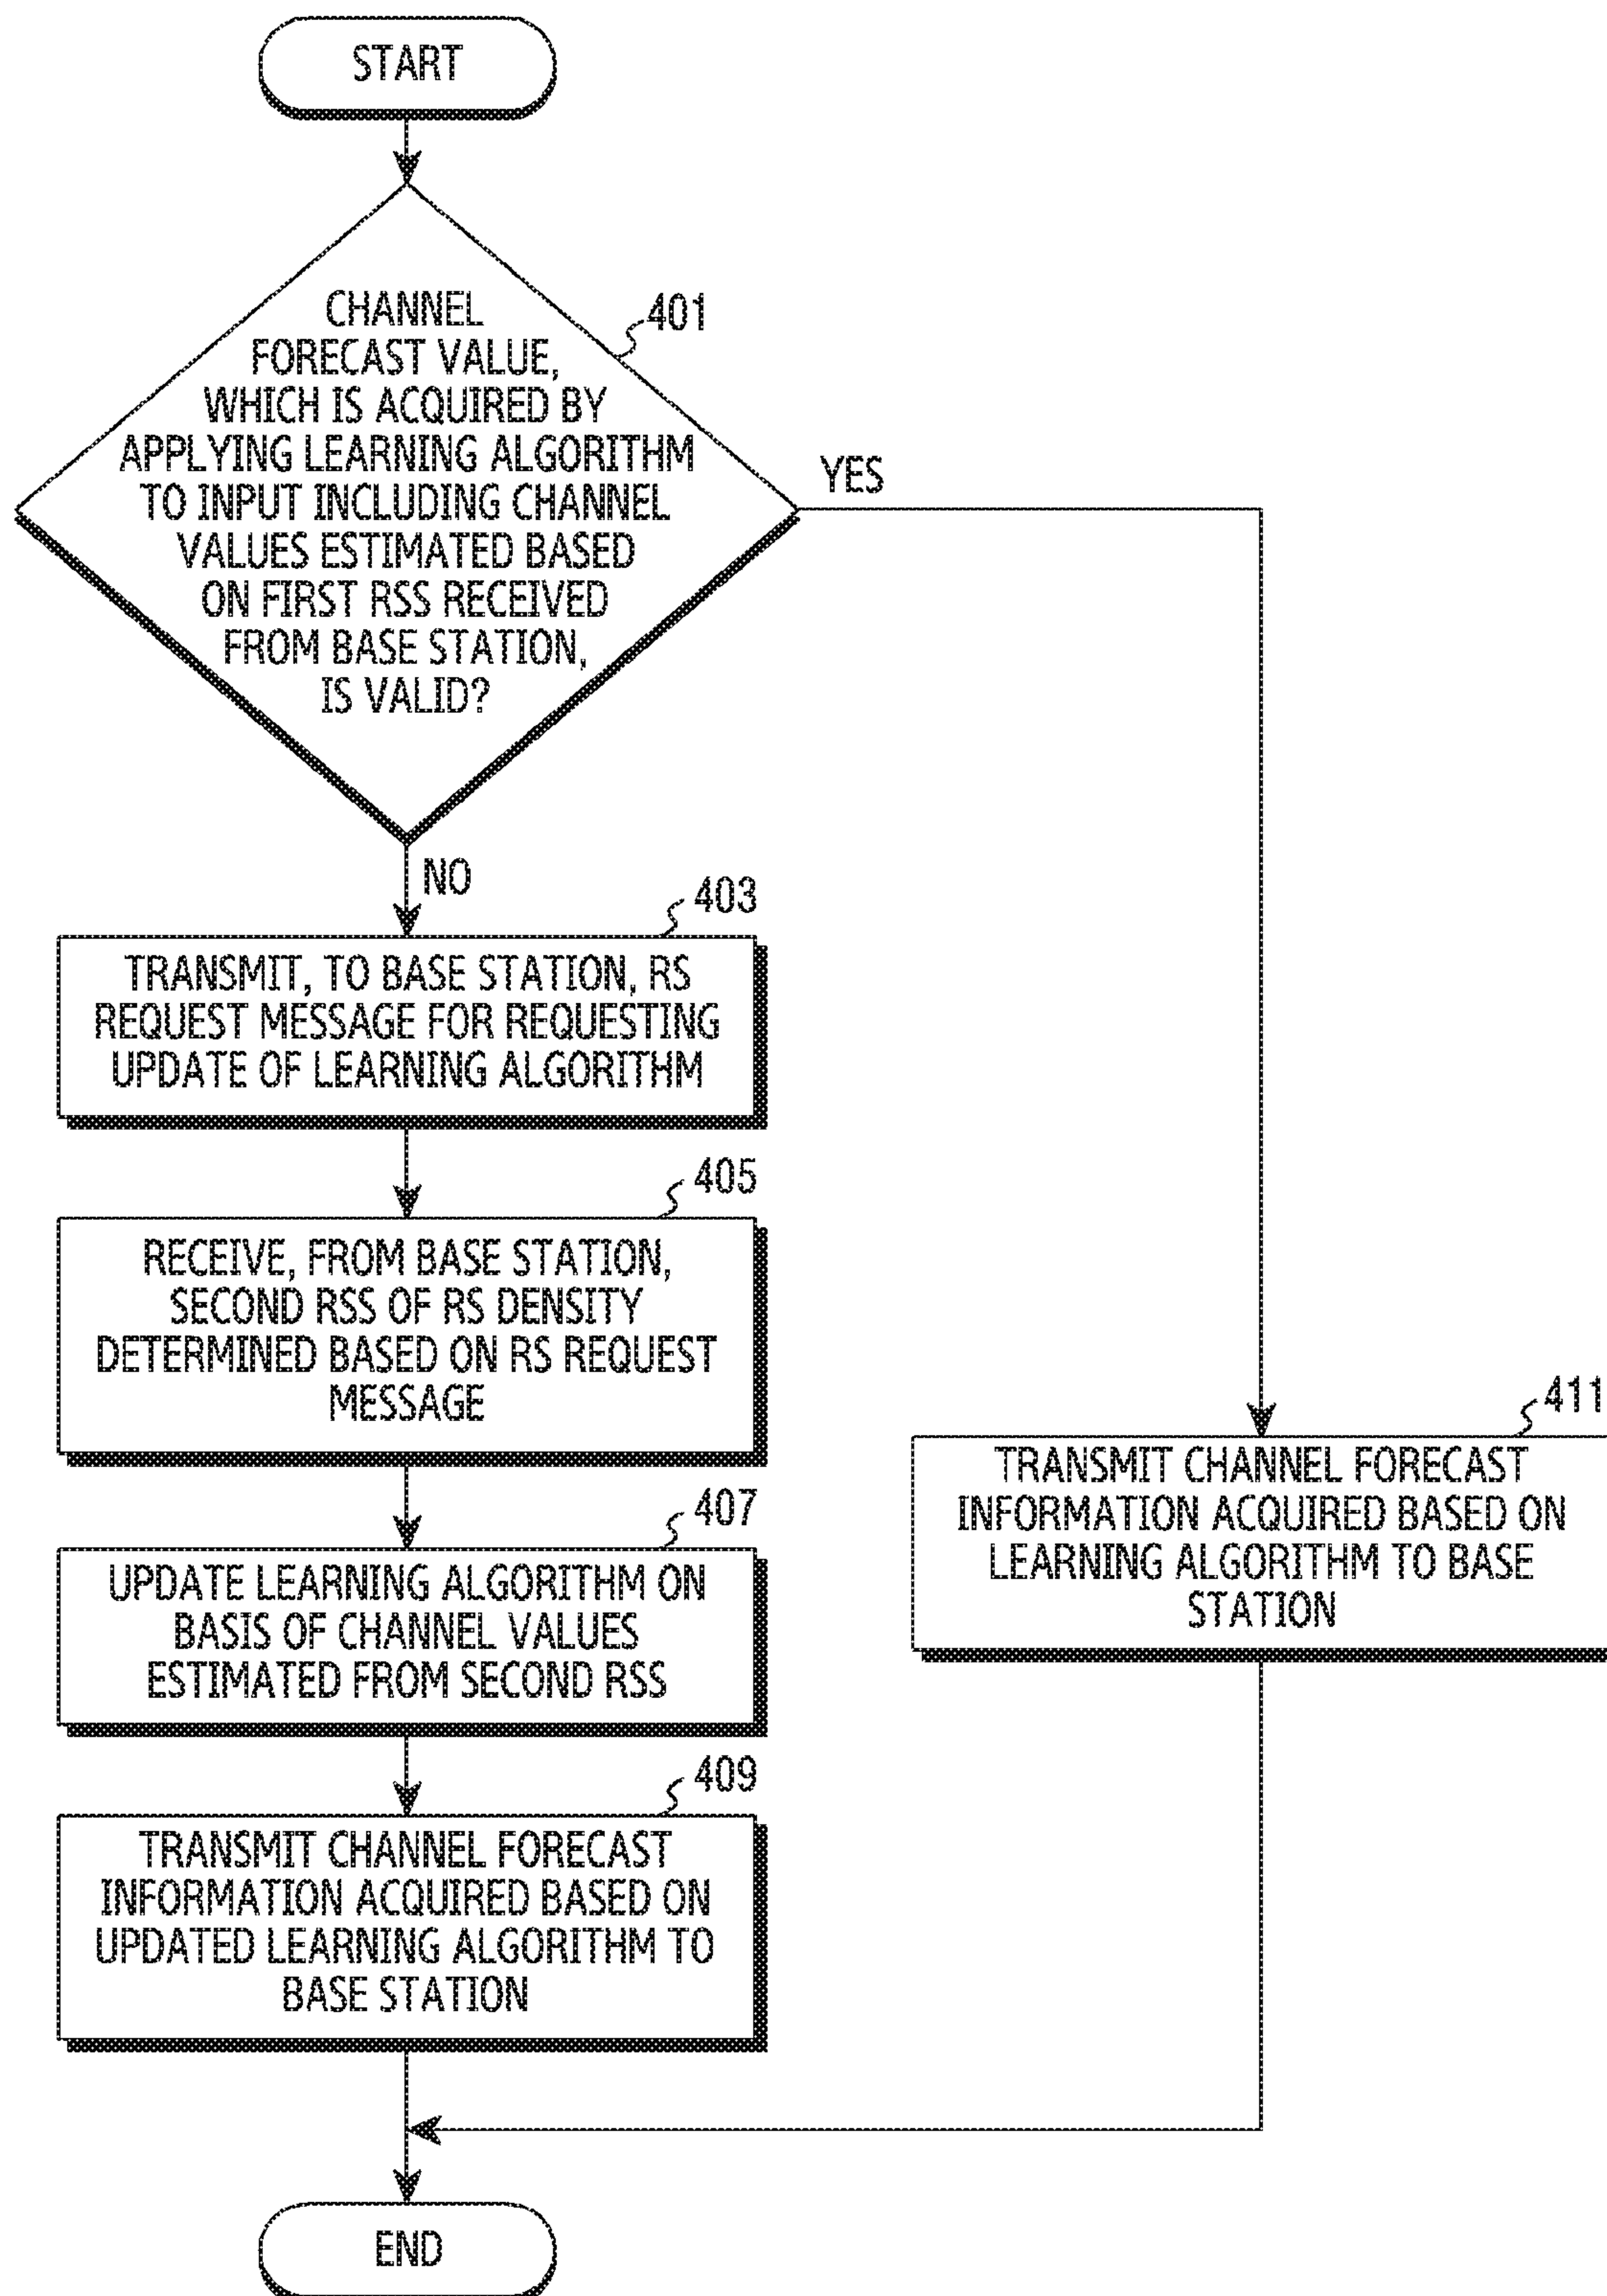 START
CHANNEL
FORECAST VALUE,
WHICH IS ACQUIRED BY
APPLYING LEARNING ALGORITHM
TO INPUT INCLUDING CHANNEL
VALUES ESTIMATED BASED
ON FIRST RSS RECEIVED
FROM BASE STATION,
IS VALID?
401
YES
NO
403
TRANSMIT, TO BASE STATION, RS
REQUEST MESSAGE FOR REQUESTING
UPDATE OF LEARNING ALGORITHM
405
RECEIVE, FROM BASE STATION,
SECOND RSS OF RS DENSITY
DETERMINED BASED ON RS REQUEST
MESSAGE
407
UPDATE LEARNING ALGORITHM ON
BASIS OF CHANNEL VALUES
ESTIMATED FROM SECOND RSS
409
TRANSMIT CHANNEL FORECAST
INFORMATION ACQUIRED BASED ON
UPDATED LEARNING ALGORITHM TO
BASE STATION
411
TRANSMIT CHANNEL FORECAST
INFORMATION ACQUIRED BASED ON
LEARNING ALGORITHM TO BASE
STATION
END